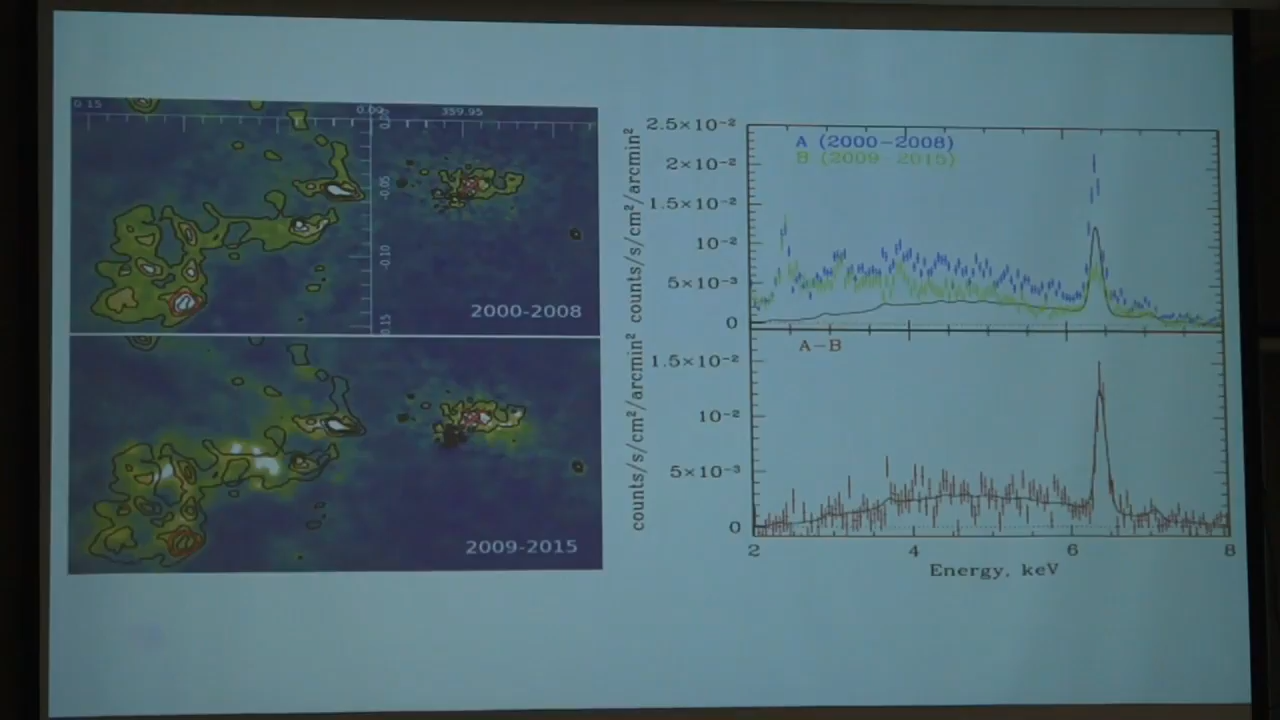 0.15
0.00
359.95
0.00
-0.05
-0.10
0.15
2000-2008
2009-2015
2.5×10⁻²
2×10⁻²
1.5×10⁻²
10⁻²
5×10⁻³
0
counts/s/cm²/arcmin²
A (2000-2008)
B (2009 2015)
1.5×10⁻²
10⁻²
5×10⁻³
0
counts/s/cm²/arcmin²
A-B
2 4 6 8
Energy, keV